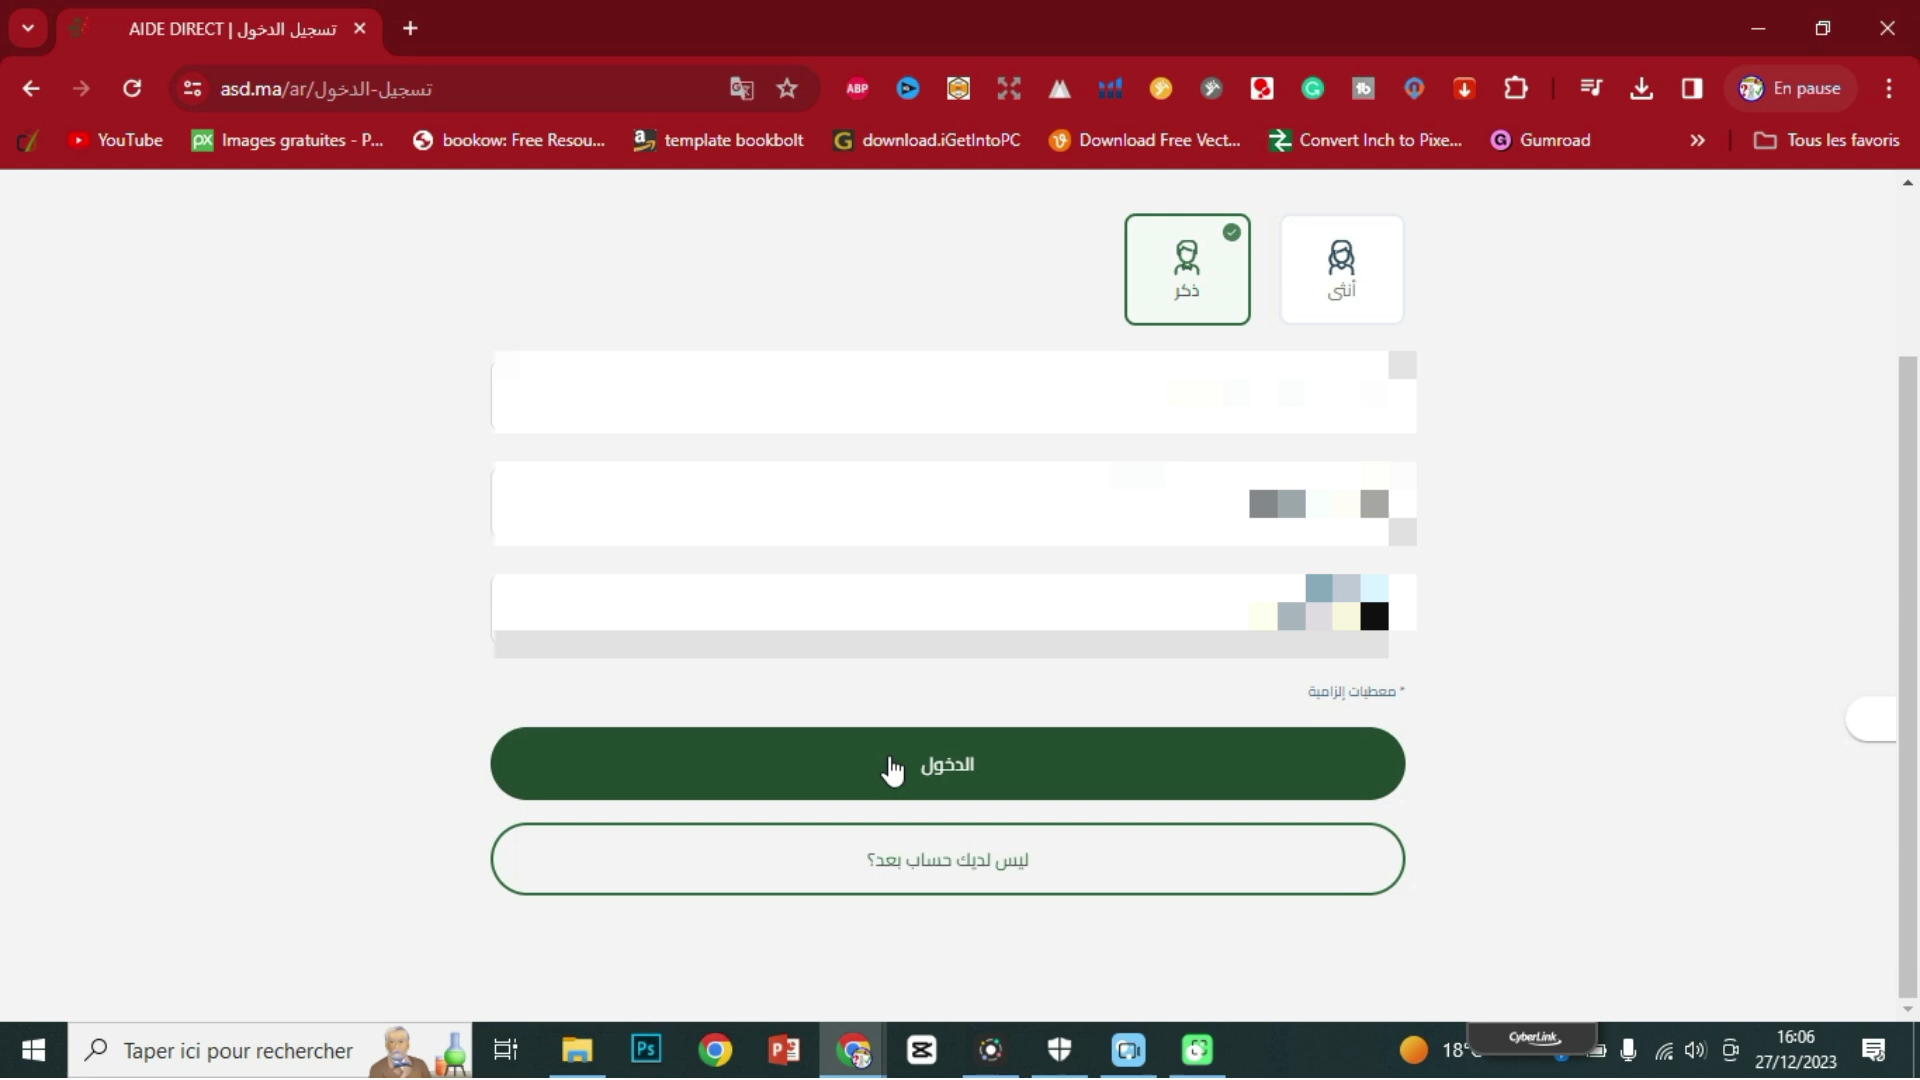 تسجيل الدخول | AIDE DIRECT
asd.ma/ar/تسجيل-الدخول
ABP
En pause
YouTube
Images gratuites - P...
bookow: Free Resou...
template bookbolt
download.iGetIntoPC
Download Free Vect...
Convert Inch to Pixe...
Gumroad
Tous les favoris
أنثى
ذكر
* معطيات إلزامية
الدخول
ليس لديك حساب بعد؟
Taper ici pour rechercher
Ps
18°C
CyberLink
16:06
27/12/2023